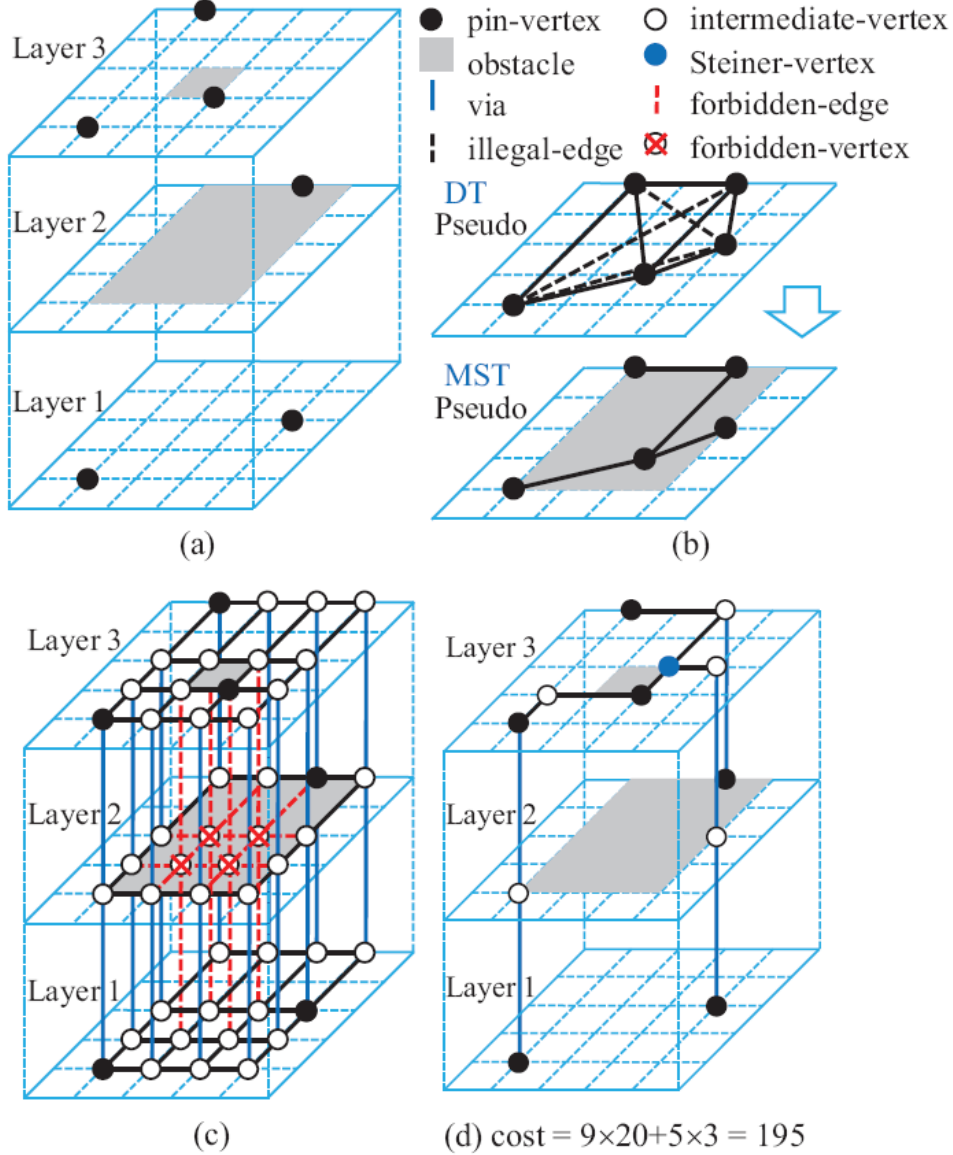 Layer 3
Layer 2
Layer 1
(a)
pin-vertex
intermediate-vertex
obstacle
Steiner-vertex
via
forbidden-edge
illegal-edge
forbidden-vertex
DT
Pseudo
MST
Pseudo
(b)
Layer 3
Layer 2
Layer 1
(c)
Layer 3
Layer 2
Layer 1
(d) cost = 9×20+5×3 = 195